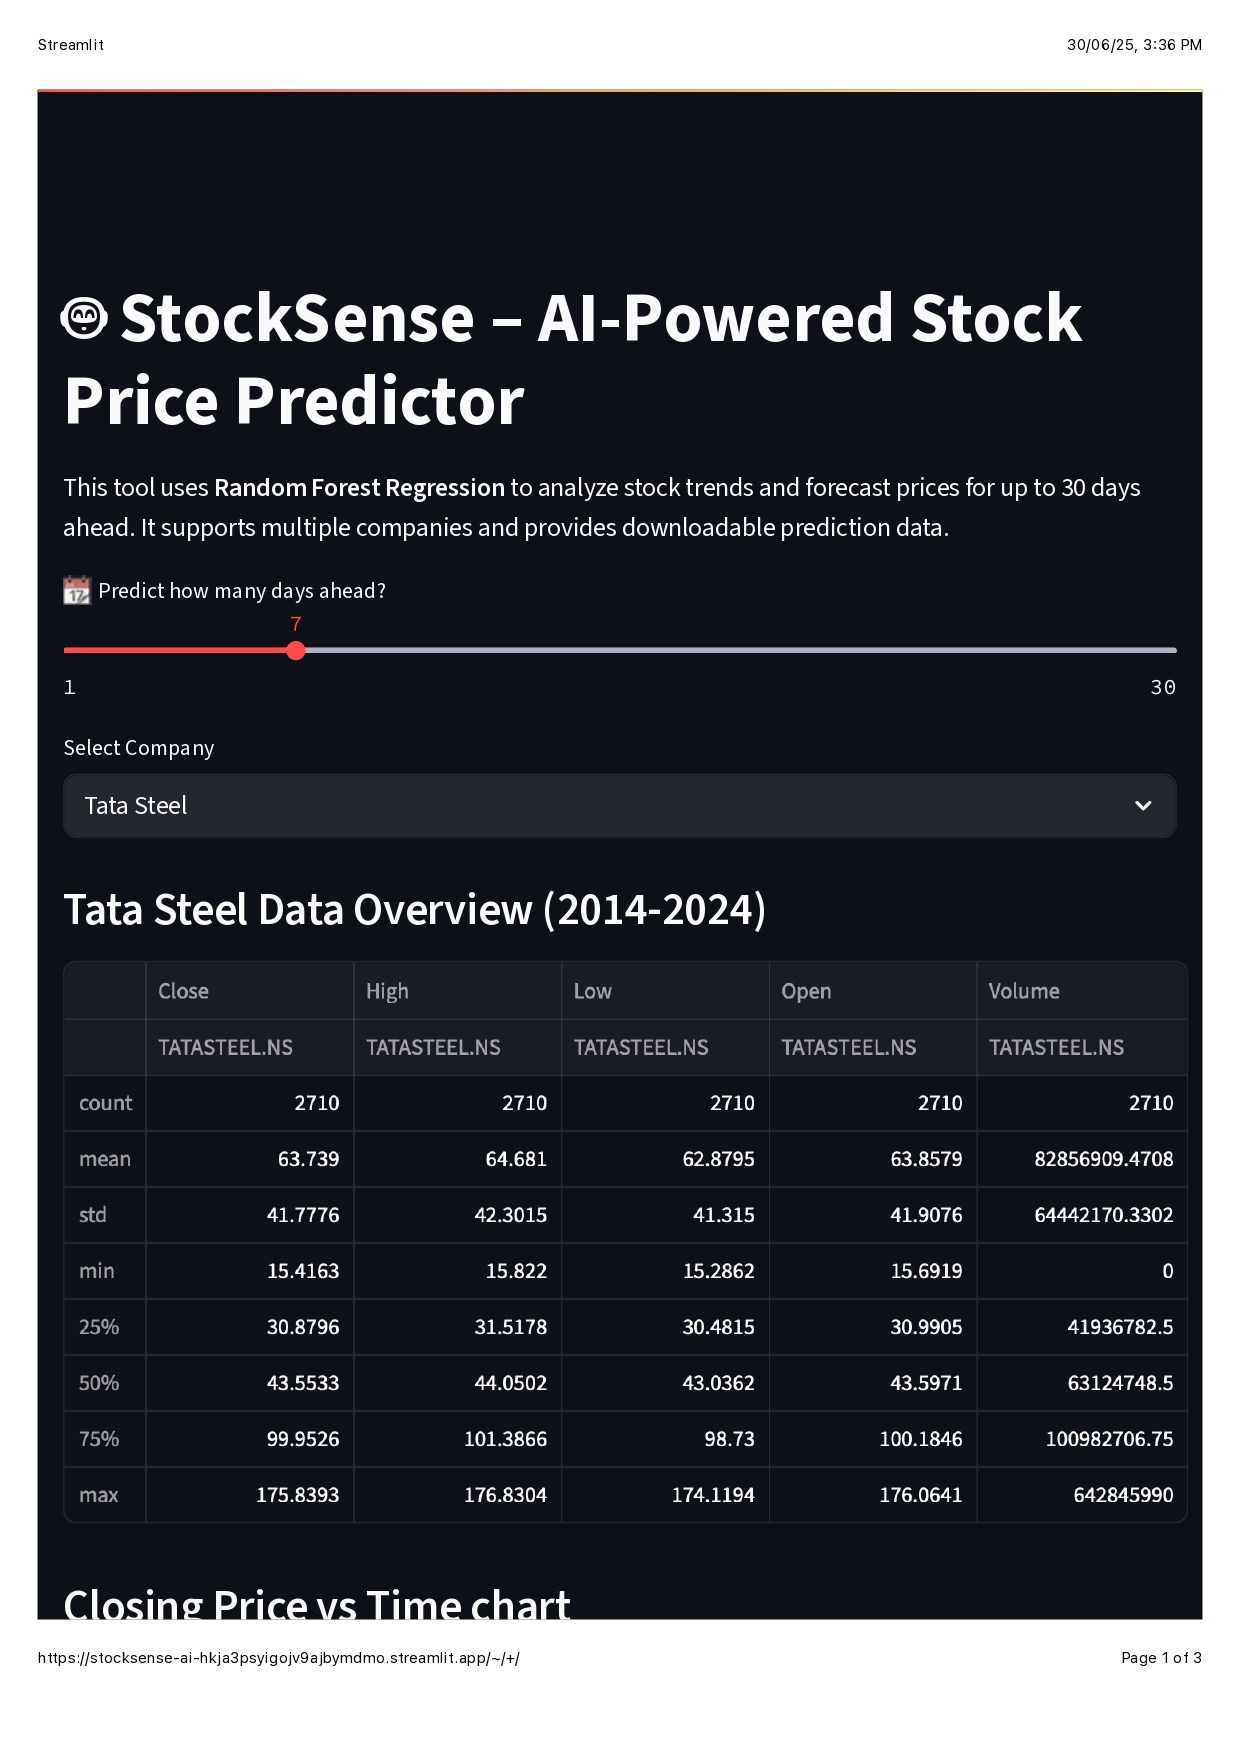 Streamlit 30/06/25, 3:36 PM
StockSense – AI-Powered Stock
Price Predictor
This tool uses Random Forest Regression to analyze stock trends and forecast prices for up to 30 days
ahead. It supports multiple companies and provides downloadable prediction data.
17 Predict how many days ahead?
7
1 30
Select Company
Tata Steel
Tata Steel Data Overview (2014-2024)
Close High Low Open Volume
TATASTEEL.NS TATASTEEL.NS TATASTEEL.NS TATASTEEL.NS TATASTEEL.NS
count 2710 2710 2710 2710 2710
mean 63.739 64.681 62.8795 63.8579 82856909.4708
std 41.7776 42.3015 41.315 41.9076 64442170.3302
min 15.4163 15.822 15.2862 15.6919 0
25% 30.8796 31.5178 30.4815 30.9905 41936782.5
50% 43.5533 44.0502 43.0362 43.5971 63124748.5
75% 99.9526 101.3866 98.73 100.1846 100982706.75
max 175.8393 176.8304 174.1194 176.0641 642845990
Closing Price vs Time chart
https://stocksense-ai-hkja3psyigojv9ajbymdmo.streamlit.app/~/+/ Page 1 of 3